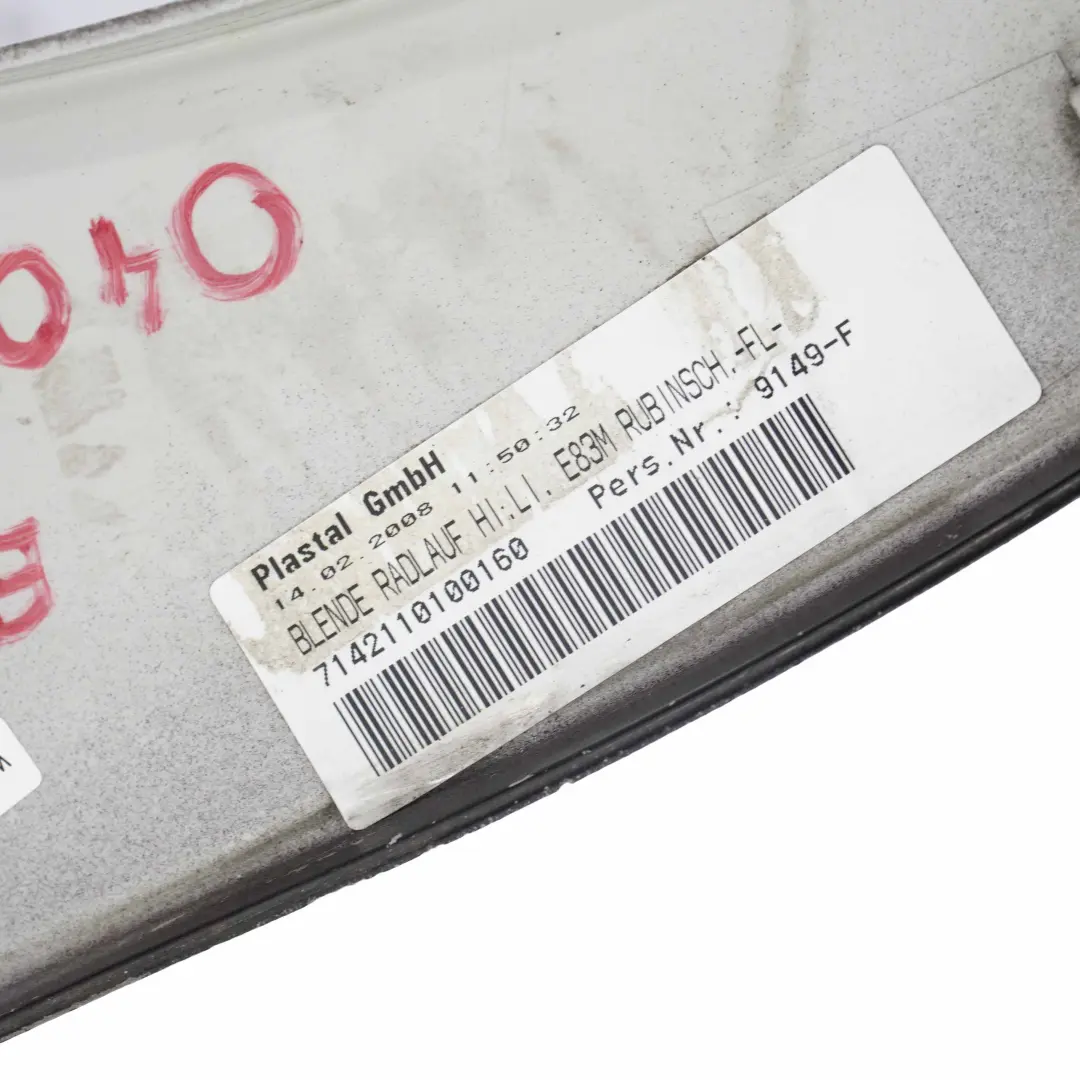 040
Plastal GmbH
14.02.2008 11:50:32
BLENDE RADLAUF HI.LI. E83M RUBINSCH.-FL-
7142110100160 Pers.Nr.: 9149-F